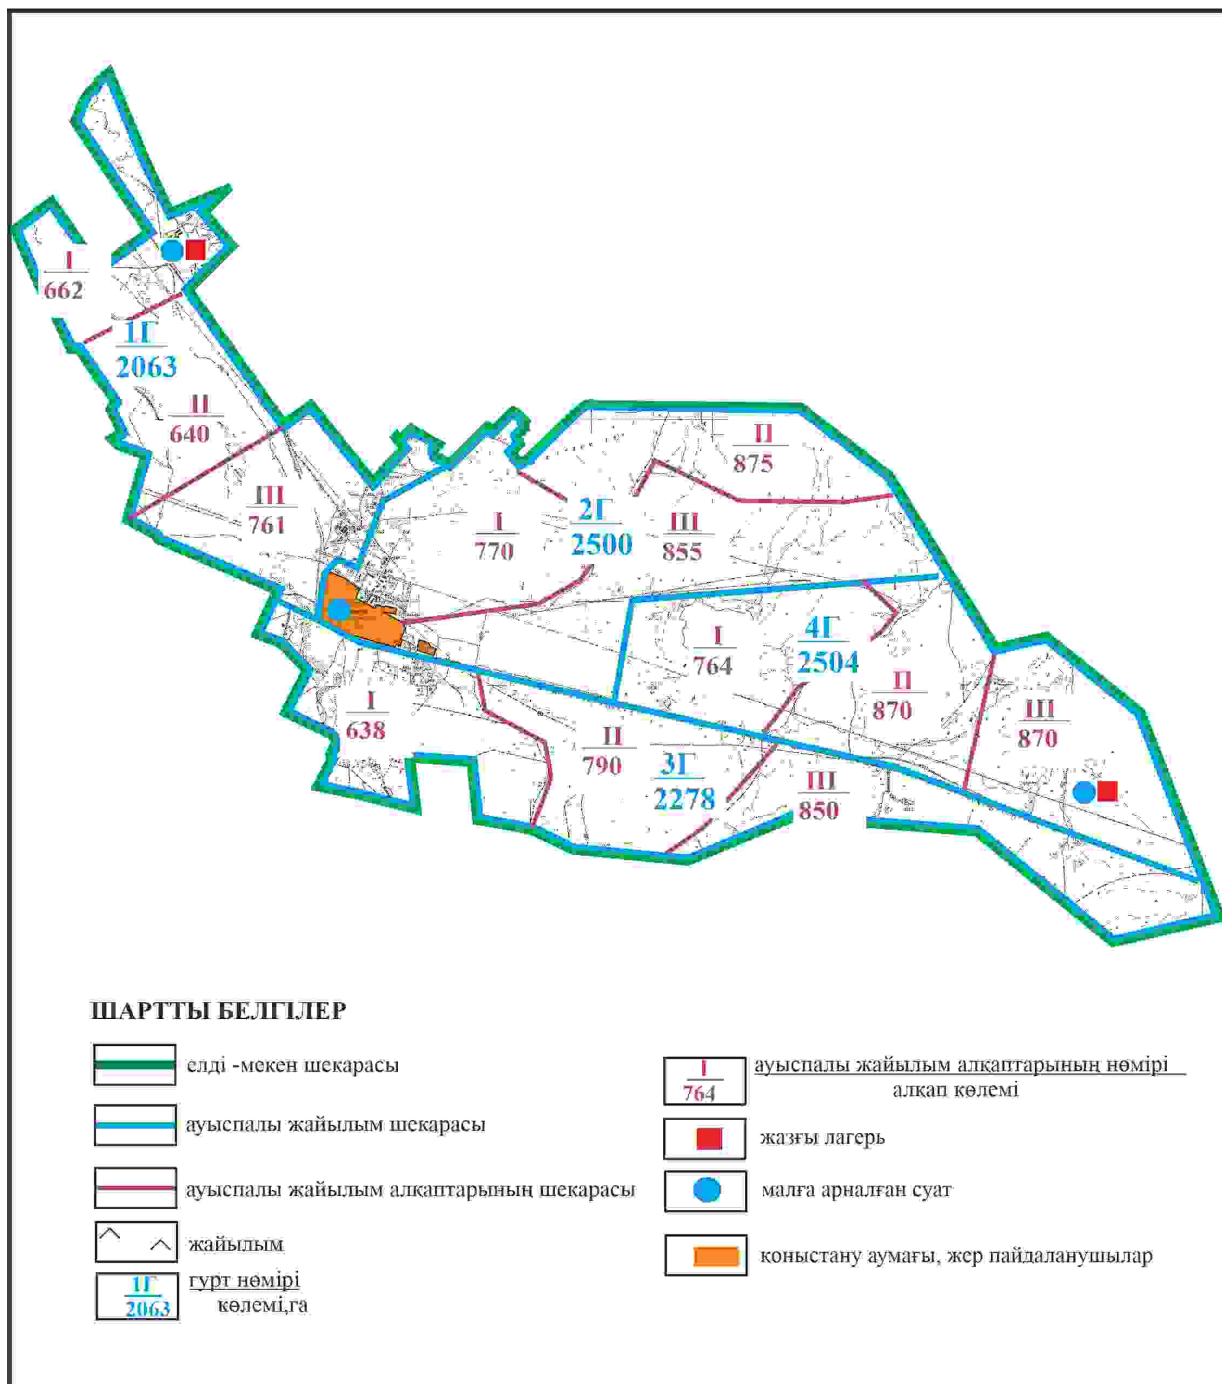 I
662
1Г
2063
II
640
III
761
I
770
2Г
2500
III
855
II
875
I
764
4Г
2504
II
870
III
870
I
638
II
790
3Г
2278
III
850
ШАРТТЫ БЕЛГІЛЕР
елді -мекен шекарасы
ауыспалы жайылым шекарасы
ауыспалы жайылым алқаптарының шекарасы
жайылым
1Г
2063
гурт нөмірі
көлемі,га
I
764
ауыспалы жайылым алқаптарының нөмірі
алқап көлемі
жазғы лагерь
малға арналған суат
қоныстану аумағы, жер пайдаланушылар